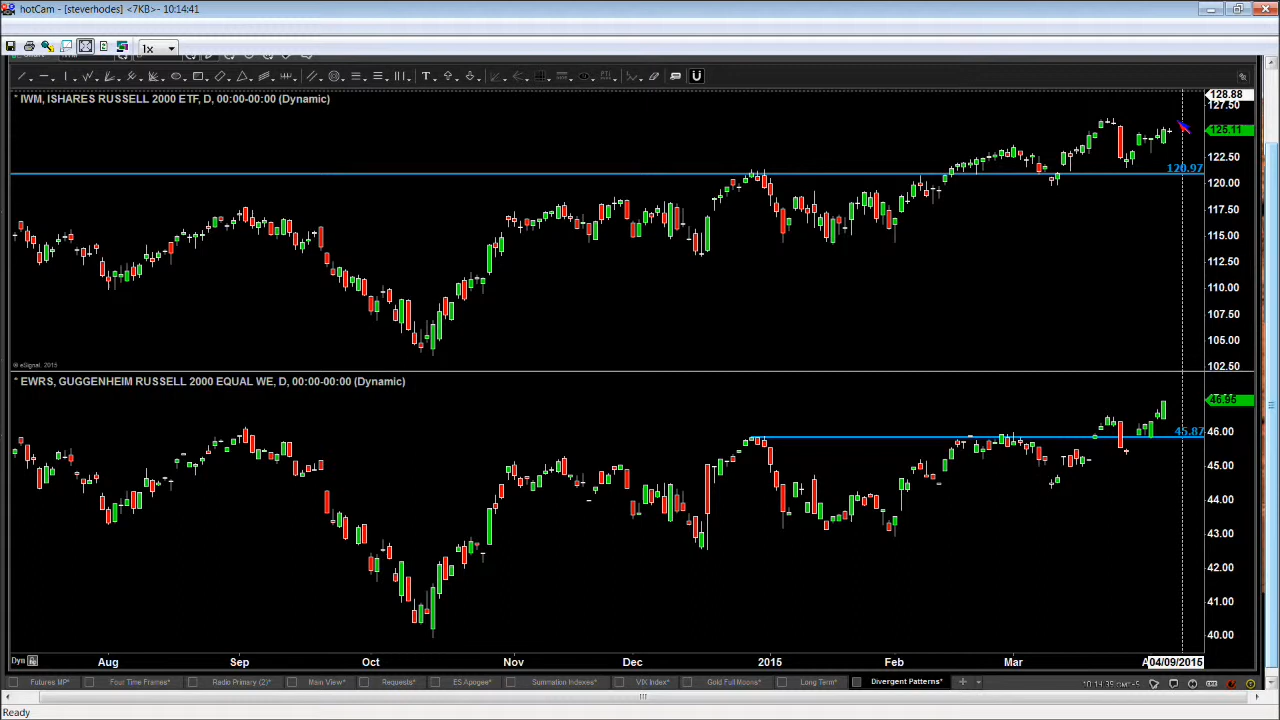 hotCam - [steverhodes] <7KB>- 10:14:41
1x
T
U
* IWM, ISHARES RUSSELL 2000 ETF, D, 00:00-00:00 (Dynamic)
128.88
127.50
125.11
122.50
120.97
120.00
117.50
115.00
112.50
110.00
107.50
105.00
102.50
© eSignal, 2015
* EWRS, GUGGENHEIM RUSSELL 2000 EQUAL WE, D, 00:00-00:00 (Dynamic)
46.95
46.00
45.87
45.00
44.00
43.00
42.00
41.00
40.00
Dyn
Aug Sep Oct Nov Dec 2015 Feb Mar 04/09/2015
Futures MP* Four Time Frames* Radio Primary (2)* Main View* Requests* ES Apogee* Summation Indexes* VIX Index* Gold Full Moons* Long Term* Divergent Patterns*
Ready